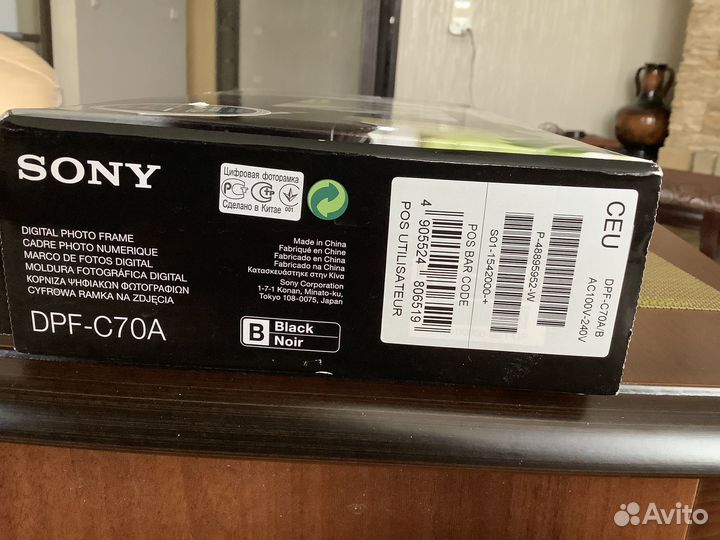 SONY
Цифровая фоторамка
Сделано в Китае
001
DIGITAL PHOTO FRAME
CADRE PHOTO NUMERIQUE
MARCO DE FOTOS DIGITAL
MOLDURA FOTOGRÁFICA DIGITAL
ΚΟΡΝΙΖΑ ΨΗΦΙΑΚΩΝ ΦΩΤΟΓΡΑΦΙΩΝ
CYFROWA RAMKA NA ZDJĘCIA
DPF-C70A
Made in China
Fabriqué en Chine
Fabricado en China
Fabricado na China
Κατασκευάστηκε στην Κίνα
Sony Corporation
1-7-1 Konan, Minato-ku,
Tokyo 108-0075, Japan
B Black
Noir
CEU
DPF-C70A/B
AC100V-240V
P-488959952-W
S01-1542000-+
POS BAR CODE
4 905524 806519
POS UTILISATEUR
Avito